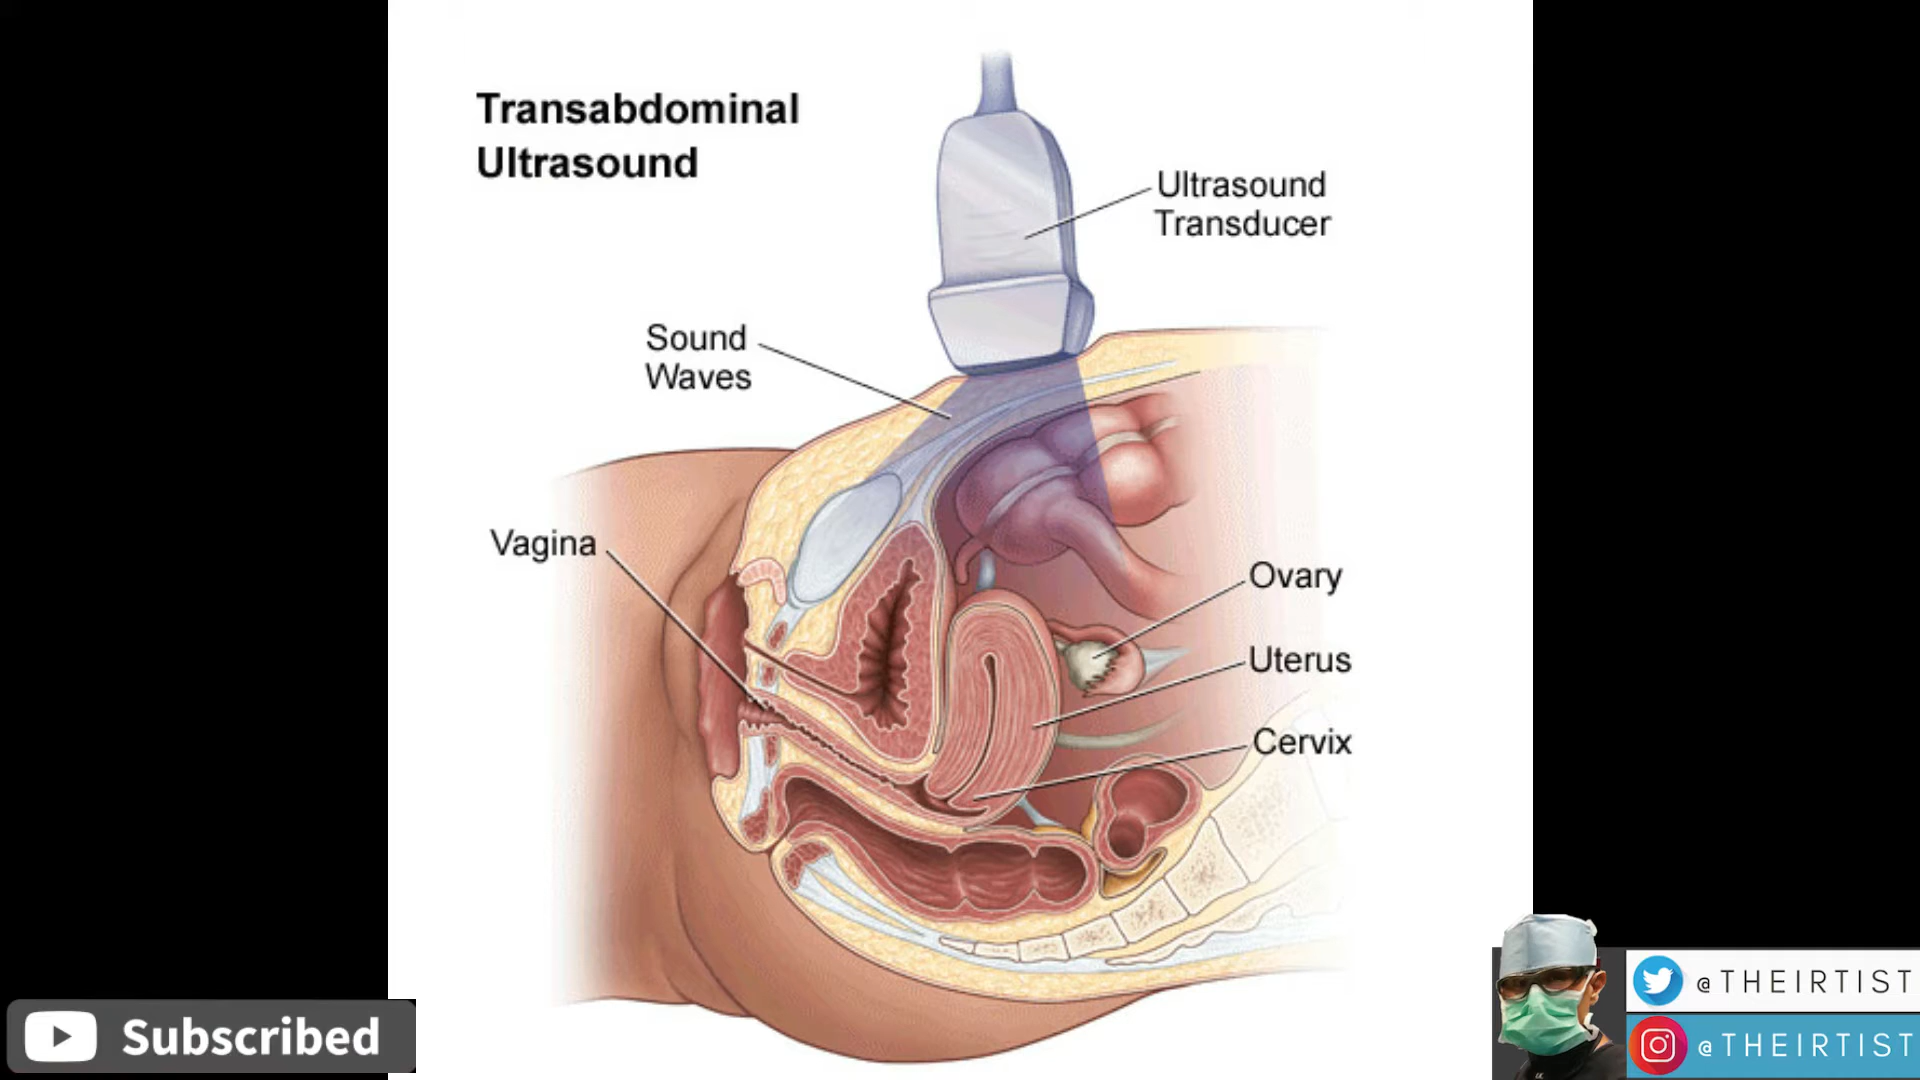 Transabdominal
Ultrasound
Ultrasound
Transducer
Sound
Waves
Vagina
Ovary
Uterus
Cervix
Subscribed
@THEIRTIST
@THEIRTIST